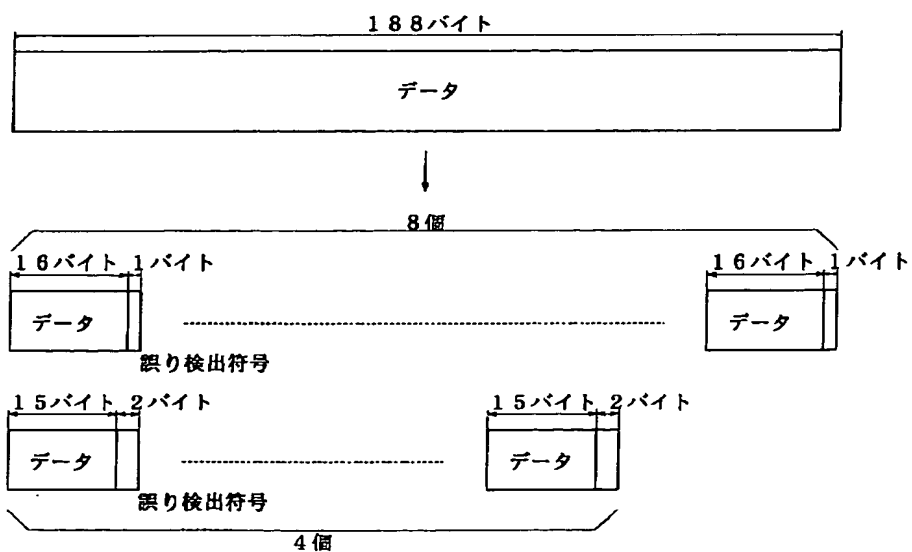 188バイト
データ
8個
16バイト 1バイト 16バイト 1バイト
データ データ
誤り検出符号
15バイト 2バイト 15バイト 2バイト
データ データ
誤り検出符号
4個